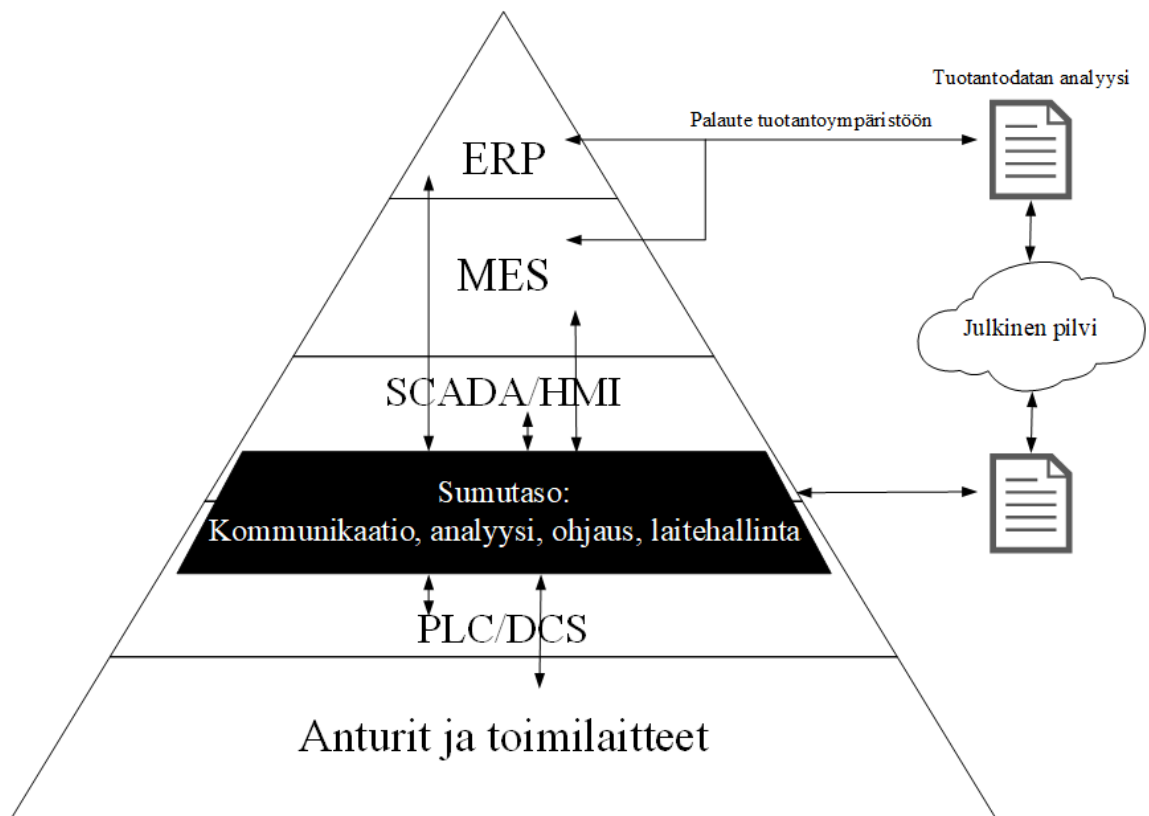 Tuotantodatan analyysi
Palaute tuotantoympäristöön
ERP
MES
Julkinen pilvi
SCADA/HMI
Sumutaso:
Kommunikaatio, analyysi, ohjaus, laitehallinta
PLC/DCS
Anturit ja toimilaitteet